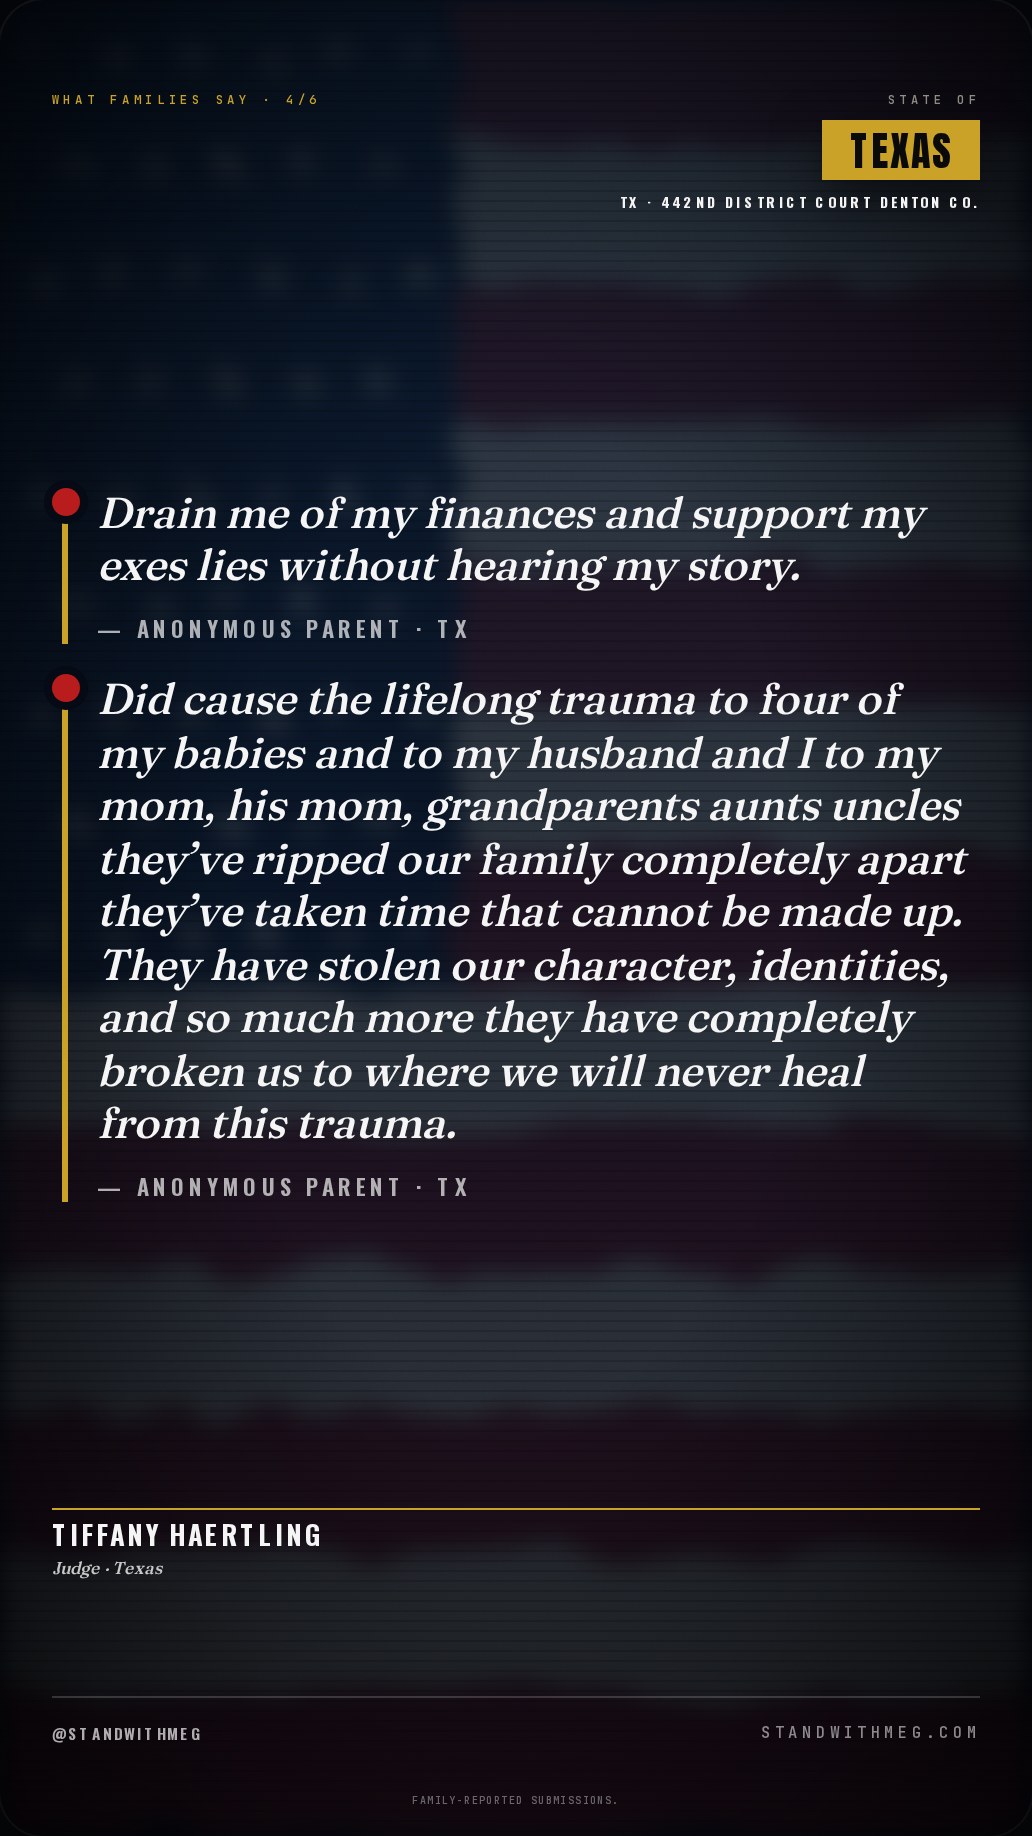 WHAT FAMILIES SAY · 4/6
STATE OF
TEXAS
TX · 442ND DISTRICT COURT DENTON CO.
Drain me of my finances and support my
exes lies without hearing my story.
— ANONYMOUS PARENT · TX
Did cause the lifelong trauma to four of
my babies and to my husband and I to my
mom, his mom, grandparents aunts uncles
they’ve ripped our family completely apart
they’ve taken time that cannot be made up.
They have stolen our character, identities,
and so much more they have completely
broken us to where we will never heal
from this trauma.
— ANONYMOUS PARENT · TX
TIFFANY HAERTLING
Judge · Texas
@STANDWITHMEG
STANDWITHMEG.COM
FAMILY-REPORTED SUBMISSIONS.